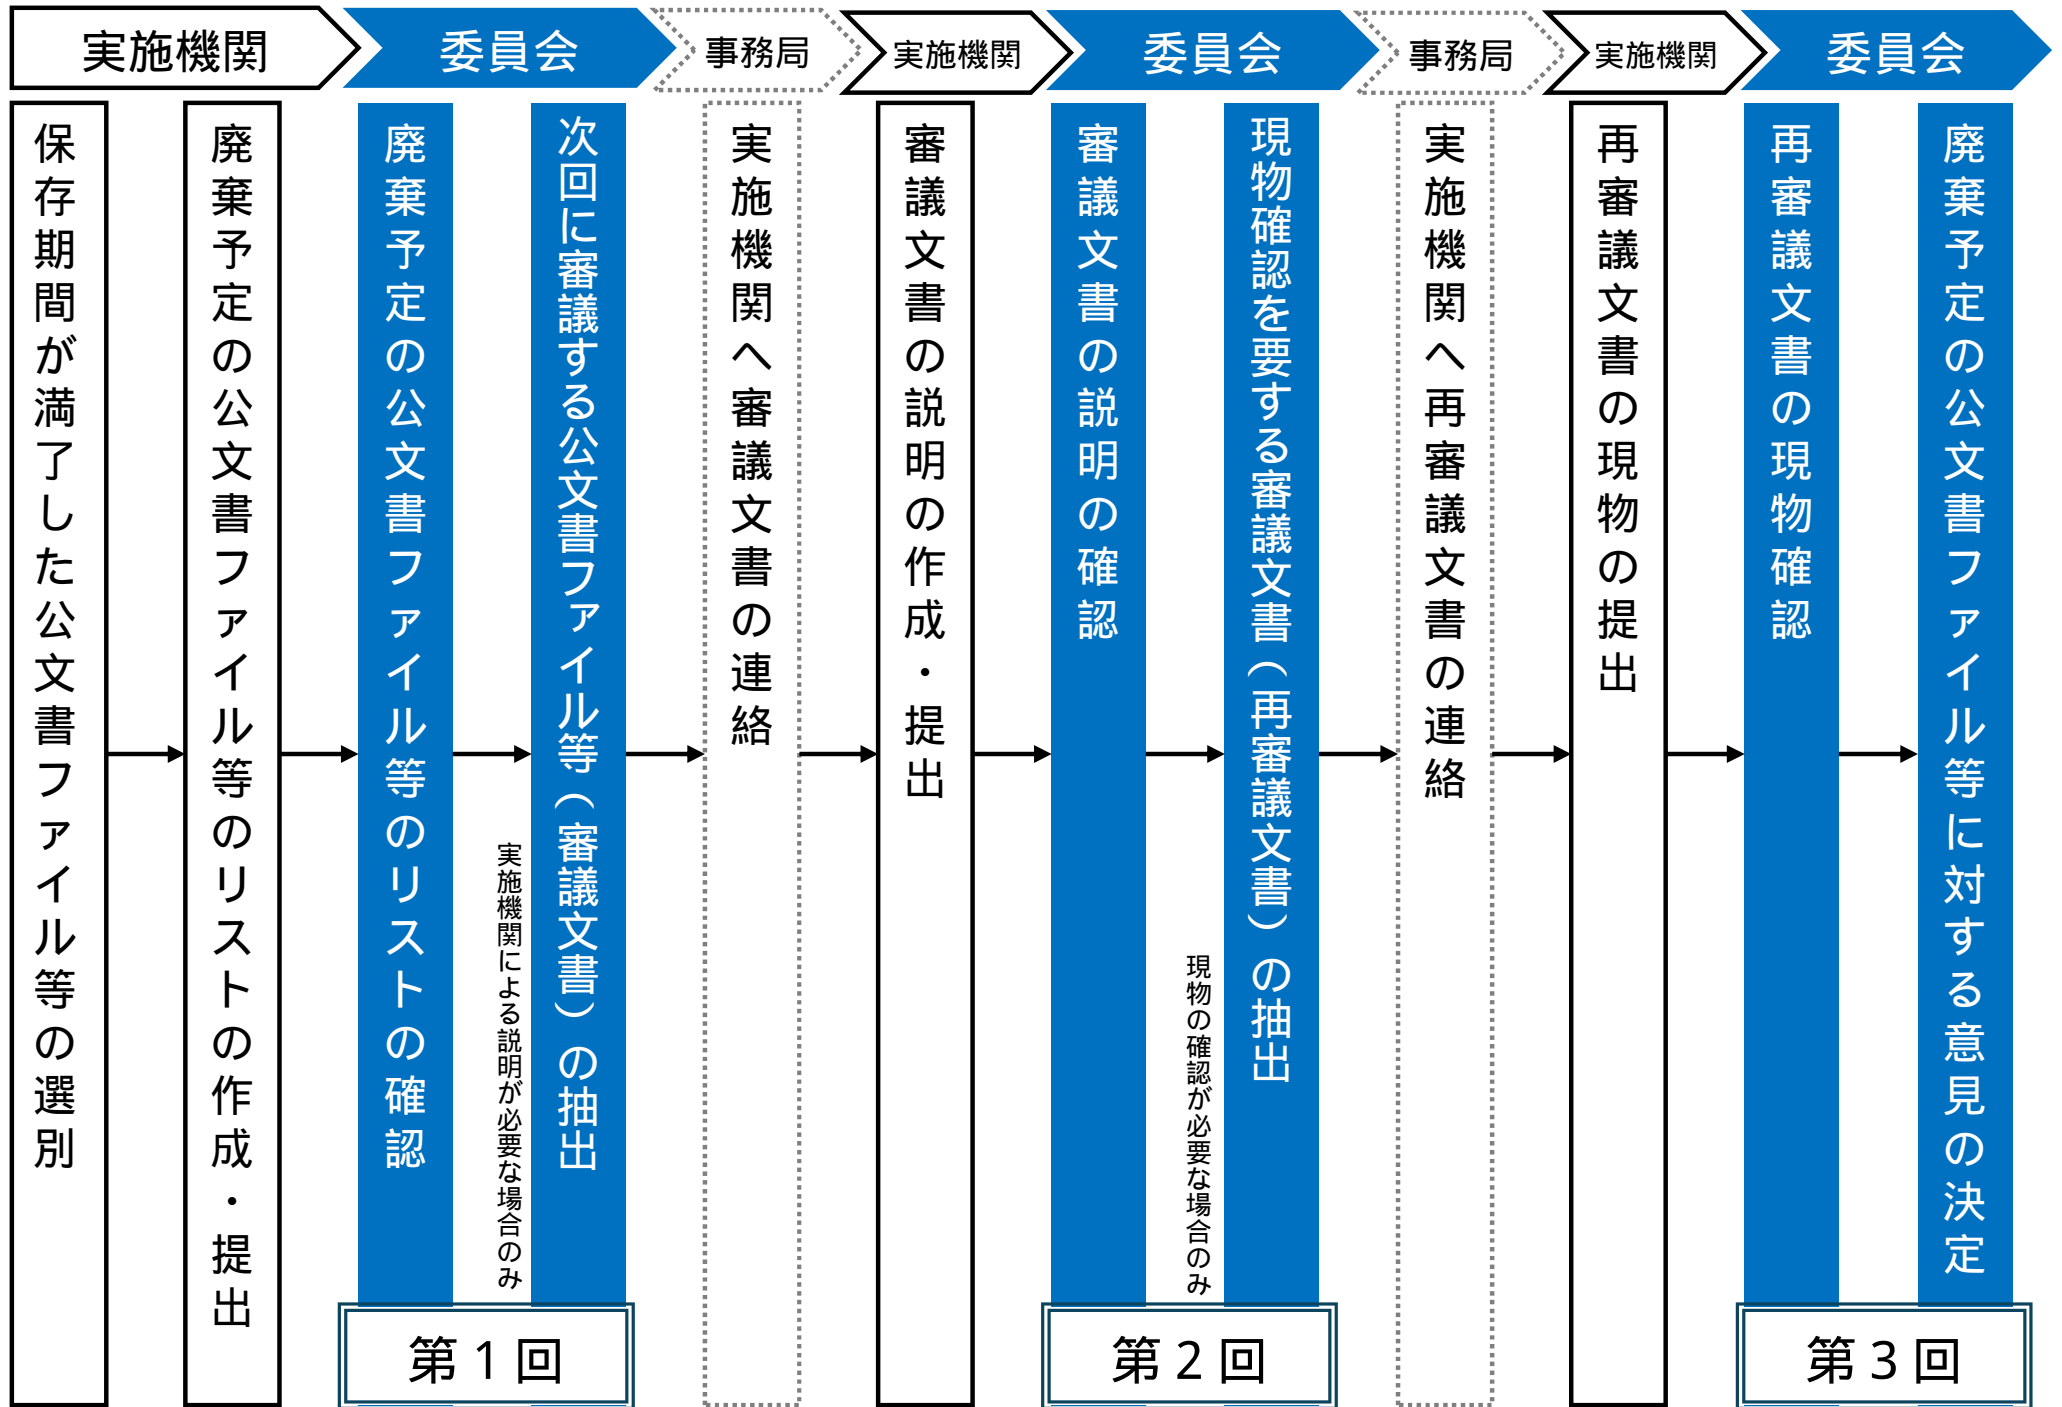 実施機関
委員会
事務局
実施機関
委員会
事務局
実施機関
委員会
保存期間が満了した公文書ファイル等の選別
廃棄予定の公文書ファイル等のリストの作成・提出
廃棄予定の公文書ファイル等のリストの確認
実施機関による説明が必要な場合のみ
次回に審議する公文書ファイル等（審議文書）の抽出
実施機関へ審議文書の連絡
審議文書の説明の作成・提出
審議文書の説明の確認
現物の確認が必要な場合のみ
現物確認を要する審議文書（再審議文書）の抽出
実施機関へ再審議文書の連絡
再審議文書の現物の提出
再審議文書の現物確認
廃棄予定の公文書ファイル等に対する意見の決定
第１回
第２回
第３回